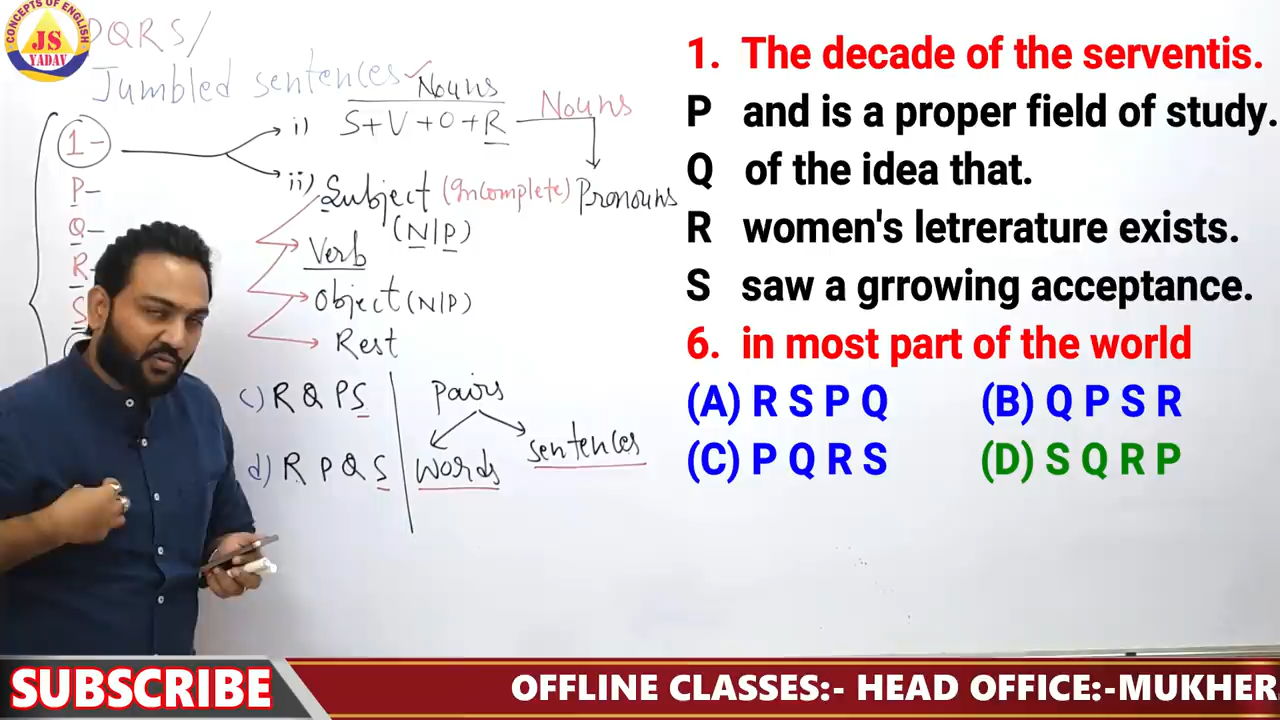 CONCEPTS OF ENGLISH
JS
YADAV
PQRS/
Jumbled sentences
Nouns
1-
i) S+V+O+R
Nouns
P-
ii) Subject (Incomplete)
Pronouns
Q-
(N|P)
Verb
R-
Object (N|P)
S
Rest
c) R Q P S
pairs
d) R P Q S
words
sentences
1. The decade of the serventis.
P and is a proper field of study.
Q of the idea that.
R women's letrerature exists.
S saw a grrowing acceptance.
6. in most part of the world
(A) R S P Q (B) Q P S R
(C) P Q R S (D) S Q R P
SUBSCRIBE
OFFLINE CLASSES:- HEAD OFFICE:-MUKHER